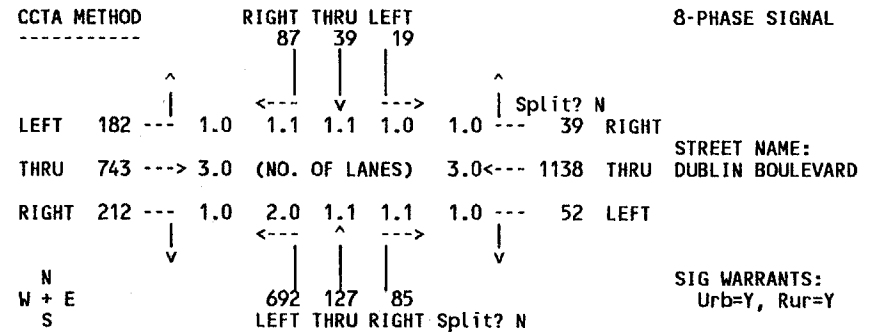 CCTA METHOD RIGHT THRU LEFT 8-PHASE SIGNAL
----------- 87 39 19
^ | | | ^
| <--- v ---> | Split? N
LEFT 182 --- 1.0 1.1 1.1 1.0 1.0 --- 39 RIGHT
STREET NAME:
THRU 743 ---> 3.0 (NO. OF LANES) 3.0<--- 1138 THRU DUBLIN BOULEVARD
RIGHT 212 --- 1.0 2.0 1.1 1.1 1.0 --- 52 LEFT
| <--- ^ ---> |
v | | | v
N SIG WARRANTS:
W + E 692 127 85 Urb=Y, Rur=Y
S LEFT THRU RIGHT Split? N